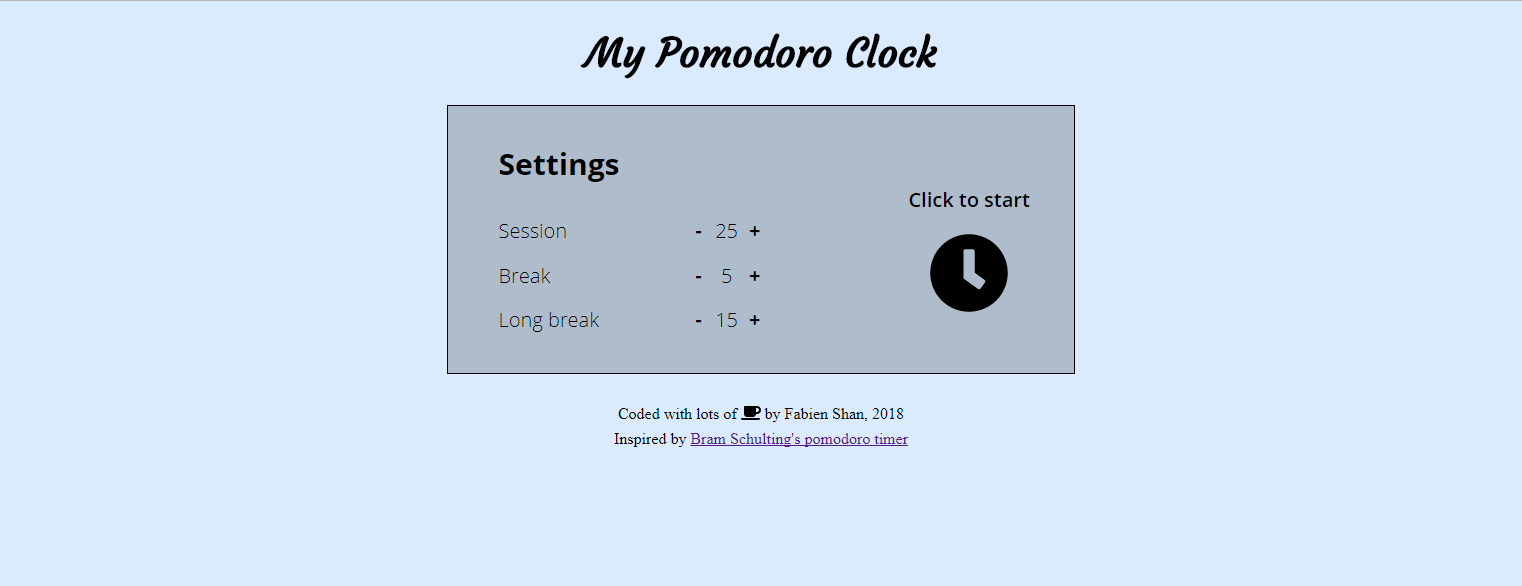 My Pomodoro Clock
Settings
Click to start
Session - 25 +
Break - 5 +
Long break - 15 +
Coded with lots of by Fabien Shan, 2018
Inspired by Bram Schulting's pomodoro timer